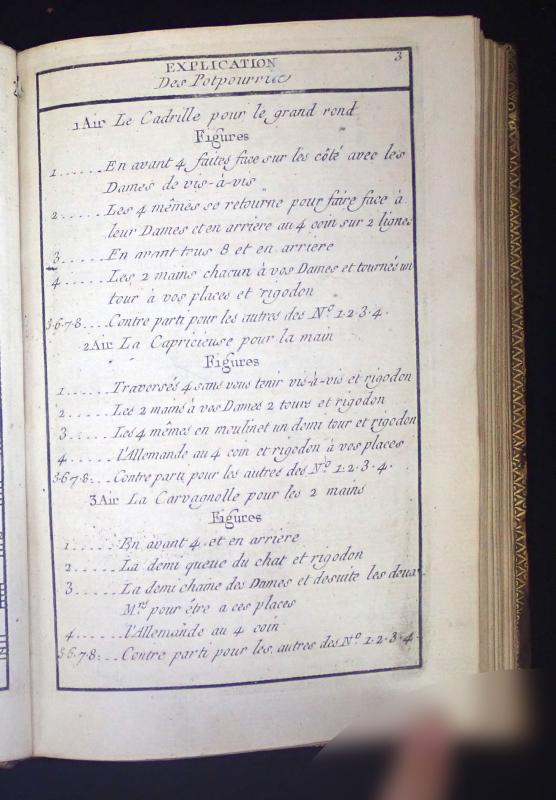 3
EXPLICATION
Des Potpourris
1 Air Le Cadrille pour le grand rond
Figures
1......En avant 4 faites face sur les côté avec les
Dames de vis-à-vis
2......Les 4 mêmes se retourne pour faire face à
leur Dames et en arriere au 4 coin sur 2 lignes
3......En avant tous 8 et en arriere
4......Les 2 mains chacun à vos Dames et tournés un
tour à vos places et rigodon
5·6·7·8....Contre parti pour les autres des Nº 1·2·3·4·
2 Air La Capricieuse pour la main
Figures
1......Traversés 4 sans vous tenir vis-à-vis et rigodon
2......Les 2 mains à vos Dames 2 tours et rigodon
3......Les 4 mêmes en moulinet un demi tour et rigodon
4......l'Allemande au 4 coin et rigodon à vos places
5·6·7·8....Contre parti pour les autres des Nº 1·2·3·4·
3 Air La Carvagnolle pour les 2 mains
Figures
1......En avant 4 et en arriere
2......La demi queue du chat et rigodon
3......La demi chaine des Dames et desuite les deux
M.rs pour être a ces places
4......l'Allemande au 4 coin
5·6·7·8....Contre parti pour les autres des Nº 1·2·3·4·